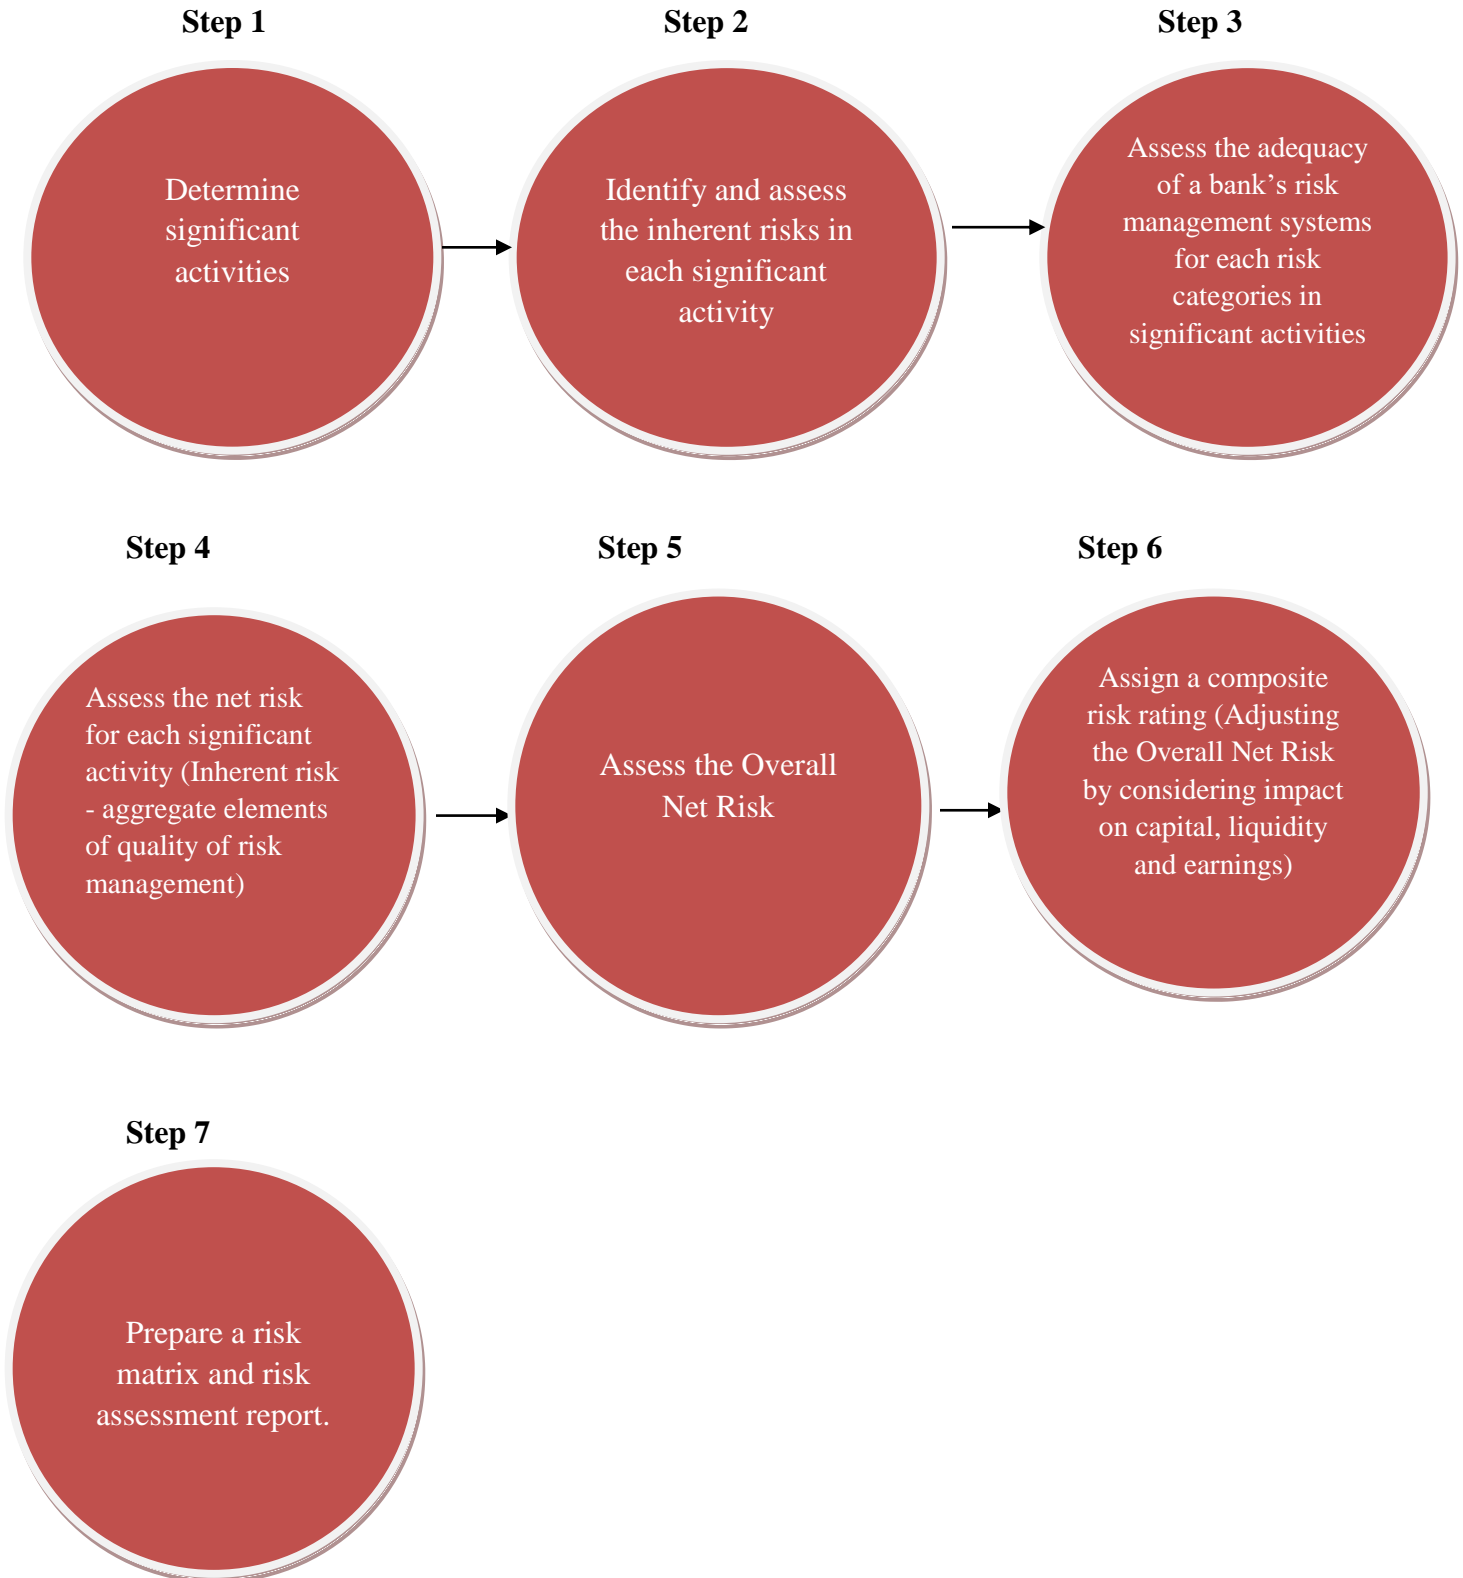 Step 1
Step 2
Step 3
Determine
significant
activities
Identify and assess
the inherent risks in
each significant
activity
Assess the adequacy
of a bank’s risk
management systems
for each risk
categories in
significant activities
Step 4
Step 5
Step 6
Assess the net risk
for each significant
activity (Inherent risk
- aggregate elements
of quality of risk
management)
Assess the Overall
Net Risk
Assign a composite
risk rating (Adjusting
the Overall Net Risk
by considering impact
on capital, liquidity
and earnings)
Step 7
Prepare a risk
matrix and risk
assessment report.